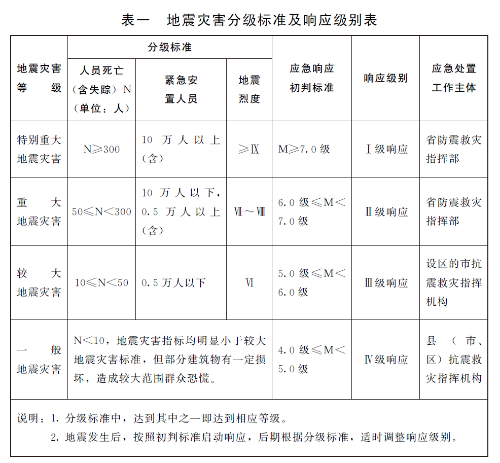 表一 地震灾害分级标准及响应级别表
地震灾害
等 级
分级标准
人员死亡
(含失踪)N
(单位:人)
紧急安
置人员
地震
烈度
应急响应
初判标准
响应级别
应急处置
工作主体
特别重大
地震灾害
N≥300
10 万人以上
(含)
≥Ⅸ
M≥7.0 级
Ⅰ级响应
省防震救灾
指挥部
重 大
地震灾害
50≤N<300
10 万人以下,
0.5 万人以上
(含)
Ⅶ~Ⅷ
6.0 级≤M<
7.0 级
Ⅱ级响应
省防震救灾
指挥部
较 大
地震灾害
10≤N<50
0.5 万人以下
Ⅵ
5.0 级≤M<
6.0 级
Ⅲ级响应
设区的市抗
震救灾指挥
机构
一 般
地震灾害
N<10,地震灾害指标均明显小于较大
地震灾害标准,但部分建筑物有一定损
坏,造成较大范围群众恐慌。
4.0 级≤M<
5.0 级
Ⅳ级响应
县(市、
区)抗震救
灾指挥机构
说明:1. 分级标准中,达到其中之一即达到相应等级。
2. 地震发生后,按照初判标准启动响应,后期根据分级标准,适时调整响应级别。